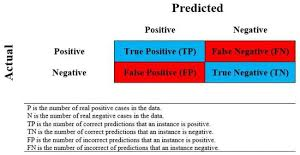 Predicted
Positive Negative
Actual
Positive True Positive (TP) False Negative (FN)
Negative False Positive (FP) True Negative (TN)
P is the number of real positive cases in the data.
N is the number of real negative cases in the data.
TP is the number of correct predictions that an instance is positive.
TN is the number of correct predictions that an instance is negative.
FP is the number of incorrect predictions that an instance is positive.
FN is the number of incorrect of predictions that an instance is negative.